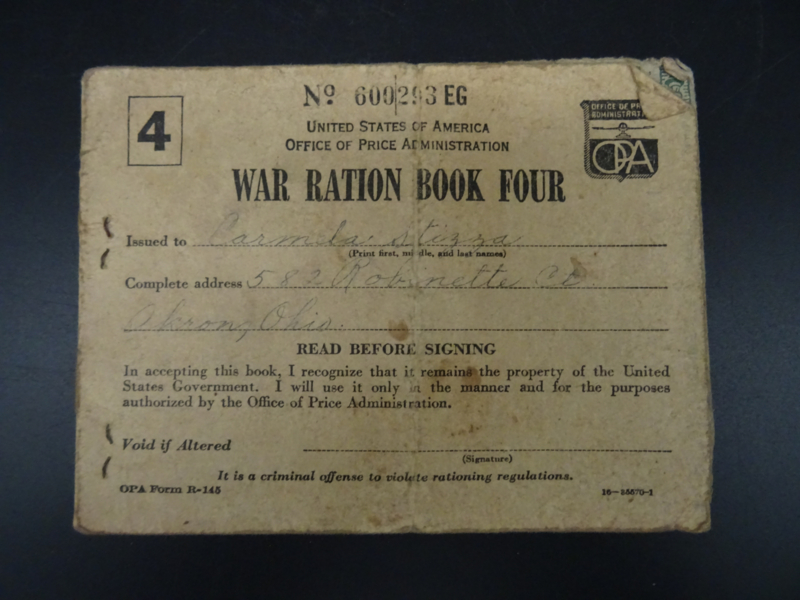 4
Nº 600293 EG
UNITED STATES OF AMERICA
OFFICE OF PRICE ADMINISTRATION
OFFICE OF PR
ADMINISTRAT
OPA
WAR RATION BOOK FOUR
Issued to Carmela Stizza
(Print first, middle, and last names)
Complete address 582 Robinette Ct.
Akron, Ohio.
READ BEFORE SIGNING
In accepting this book, I recognize that it remains the property of the United
States Government. I will use it only in the manner and for the purposes
authorized by the Office of Price Administration.
Void if Altered
(Signature)
It is a criminal offense to violate rationing regulations.
OPA Form R-145
16—35570-1